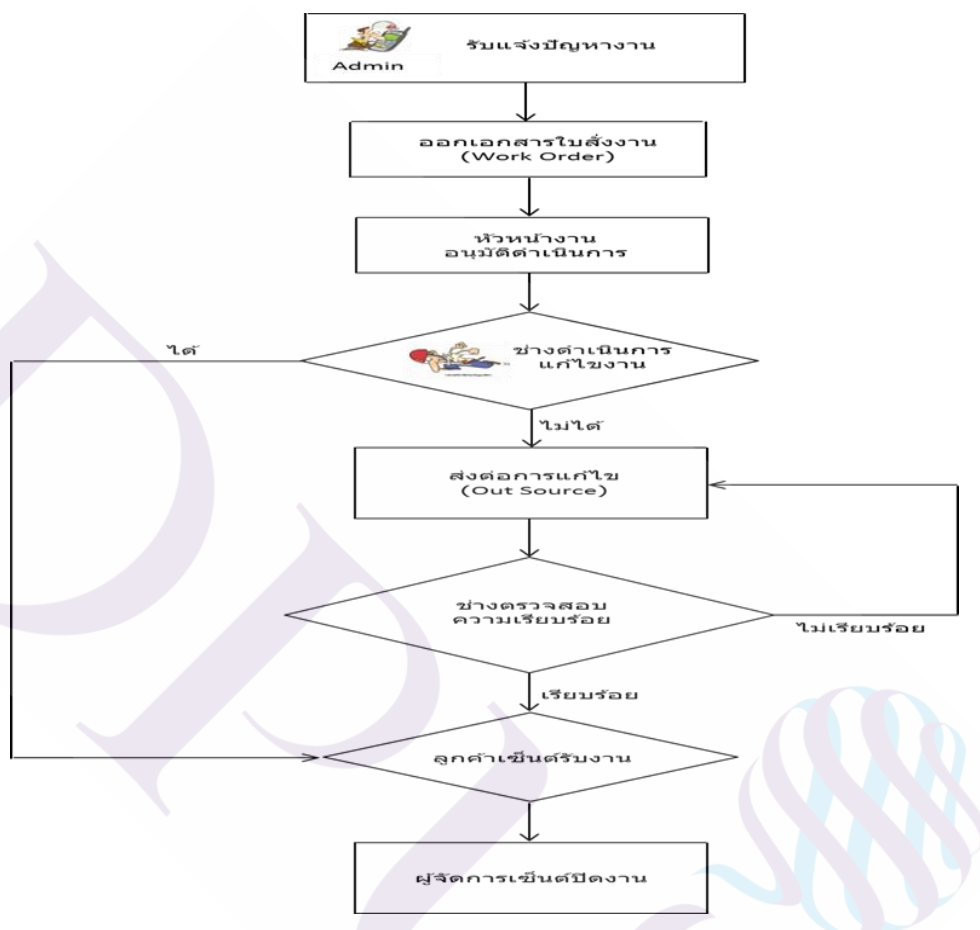 รับแจ้งปัญหางาน
Admin
ออกเอกสารใบสั่งงาน
(Work Order)
หัวหน้างาน
อนุมัติดำเนินการ
ได้
ช่างดำเนินการ
แก้ไขงาน
ไม่ได้
ส่งต่อการแก้ไข
(Out Source)
ช่างตรวจสอบ
ความเรียบร้อย
ไม่เรียบร้อย
เรียบร้อย
ลูกค้าเซ็นต์รับงาน
ผู้จัดการเซ็นต์ปิดงาน